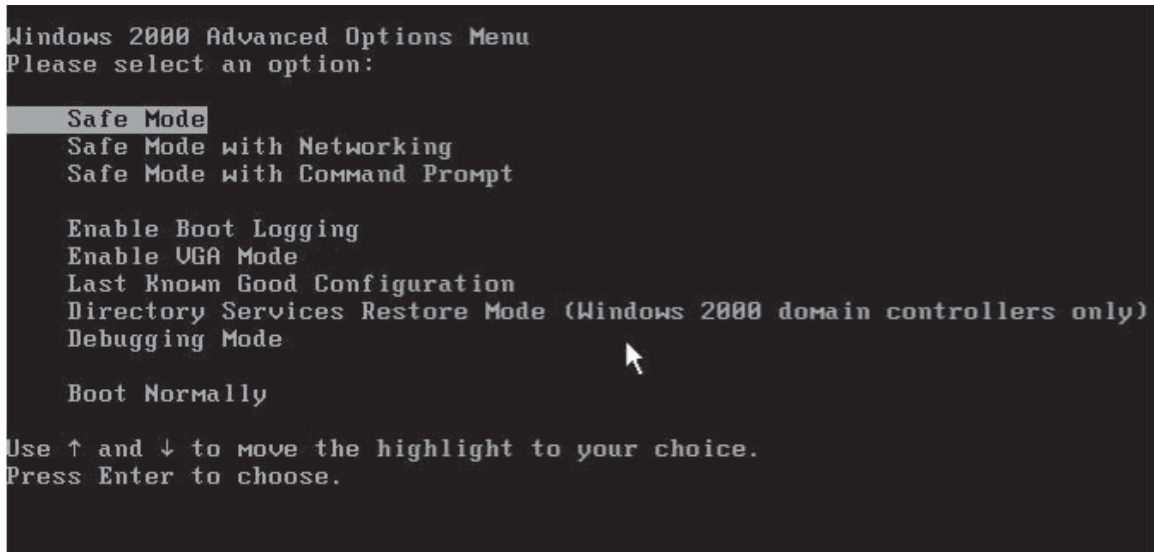 Windows 2000 Advanced Options Menu
Please select an option:
Safe Mode
Safe Mode with Networking
Safe Mode with Command Prompt
Enable Boot Logging
Enable VGA Mode
Last Known Good Configuration
Directory Services Restore Mode (Windows 2000 domain controllers only)
Debugging Mode
Boot Normally
Use ↑ and ↓ to move the highlight to your choice.
Press Enter to choose.